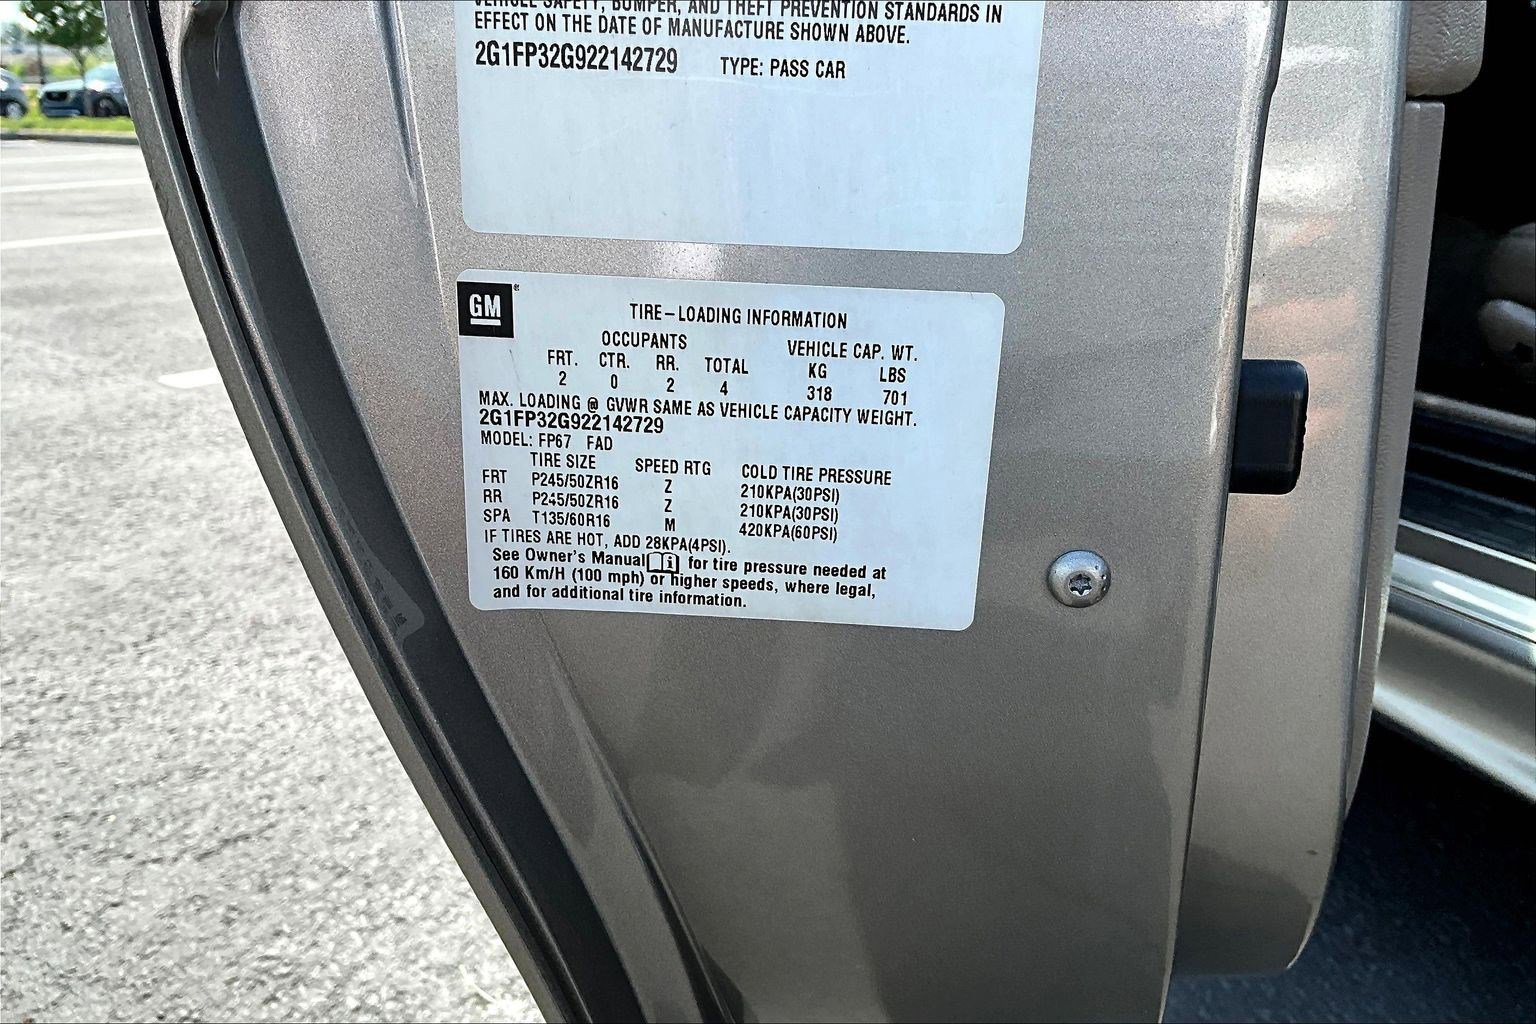 VEHICLE SAFETY, BUMPER, AND THEFT PREVENTION STANDARDS IN
EFFECT ON THE DATE OF MANUFACTURE SHOWN ABOVE.
2G1FP32G922142729 TYPE: PASS CAR
GM®
TIRE-LOADING INFORMATION
OCCUPANTS VEHICLE CAP. WT.
FRT. CTR. RR. TOTAL KG LBS
2 0 2 4 318 701
MAX. LOADING @ GVWR SAME AS VEHICLE CAPACITY WEIGHT.
2G1FP32G922142729
MODEL: FP67 FAD
TIRE SIZE SPEED RTG COLD TIRE PRESSURE
FRT P245/50ZR16 Z 210KPA(30PSI)
RR P245/50ZR16 Z 210KPA(30PSI)
SPA T135/60R16 M 420KPA(60PSI)
IF TIRES ARE HOT, ADD 28KPA(4PSI).
See Owner's Manual i for tire pressure needed at
160 Km/H (100 mph) or higher speeds, where legal,
and for additional tire information.